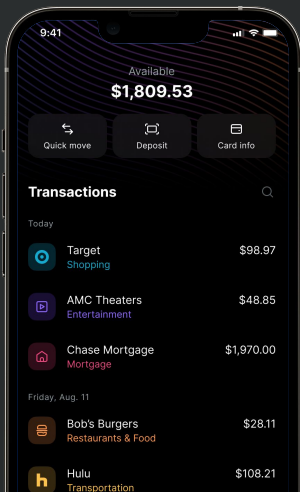 9:41
Available
$1,809.53
Quick move Deposit Card info
Transactions
Today
Target $98.97
Shopping
AMC Theaters $48.85
Entertainment
Chase Mortgage $1,970.00
Mortgage
Friday, Aug. 11
Bob's Burgers $28.11
Restaurants & Food
h Hulu $108.21
Transportation